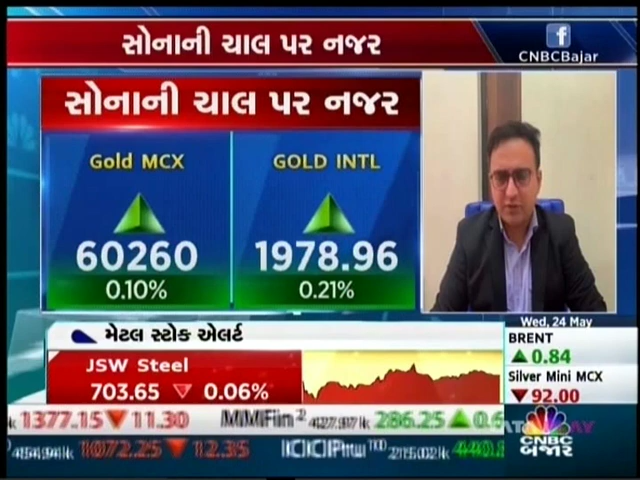 સોનાની ચાલ પર નજર
CNBCBajar
સોનાની ચાલ પર નજર
Gold MCX
GOLD INTL
60260
1978.96
0.10%
0.21%
Wed, 24 May
મેટલ સ્ટોક એલર્ટ
BRENT
0.84
JSW Steel
703.65 0.06%
Silver Mini MCX
92.00
1377.15 11.30 MMFin 286.25
1072.25 12.35 ICICIPru
CNBC
બજાર